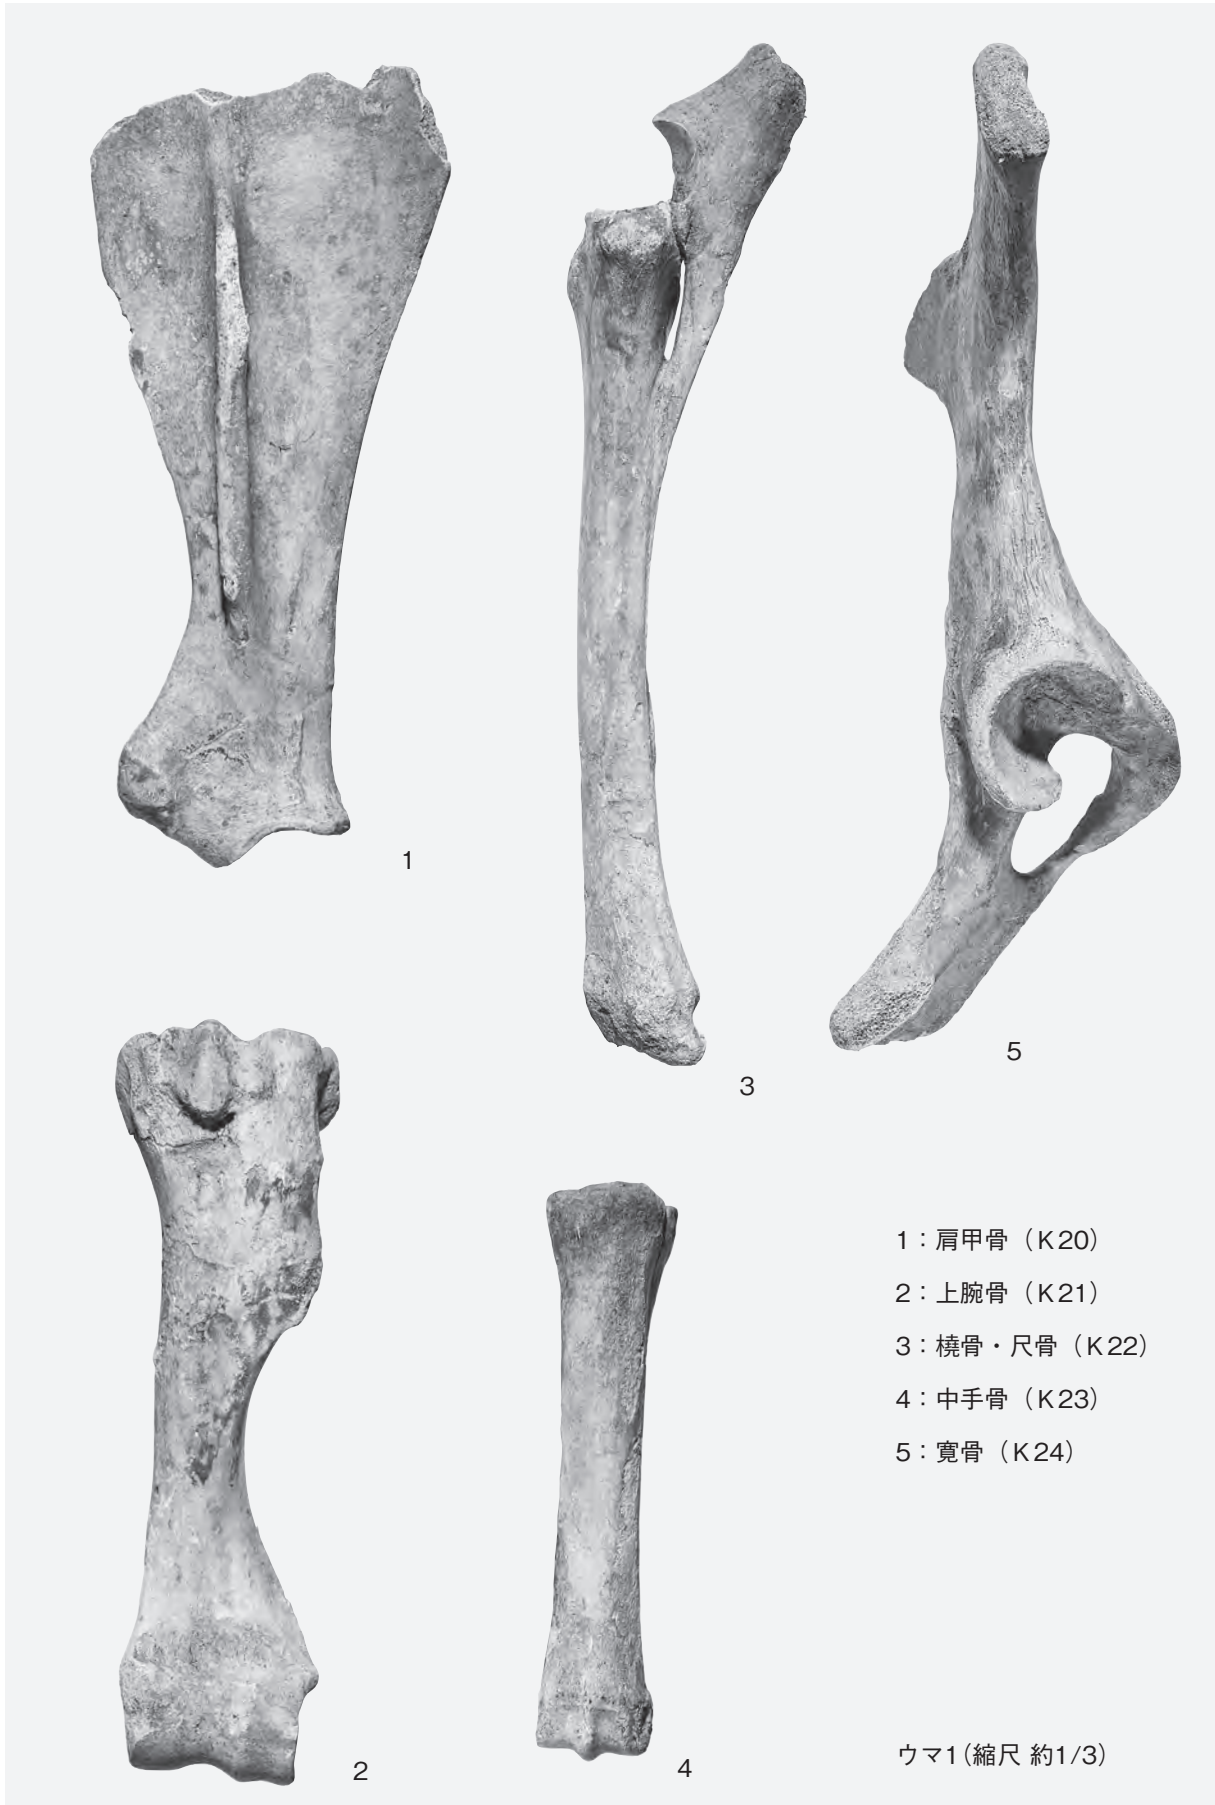 1
3
5
2
4
1：肩甲骨（K20）
2：上腕骨（K21）
3：橈骨・尺骨（K22）
4：中手骨（K23）
5：寛骨（K24）
ウマ1（縮尺 約1/3）